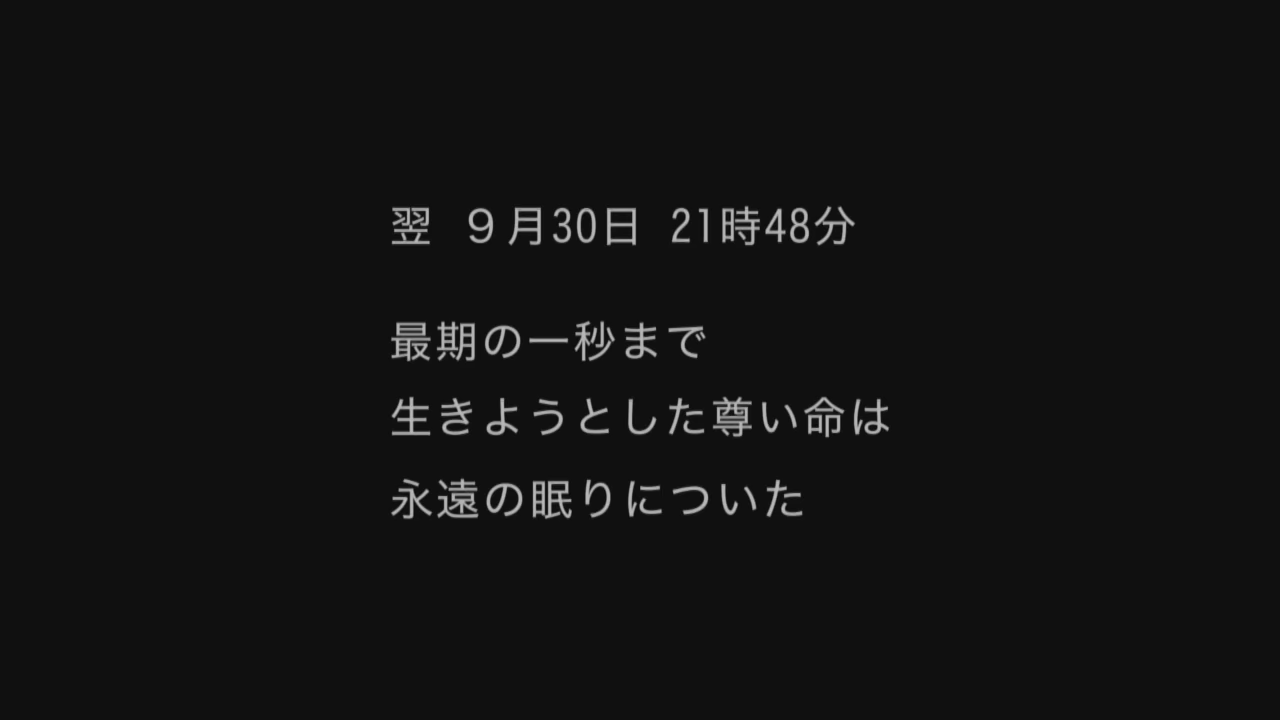 翌 ９月30日 21時48分
最期の一秒まで
生きようとした尊い命は
永遠の眠りについた